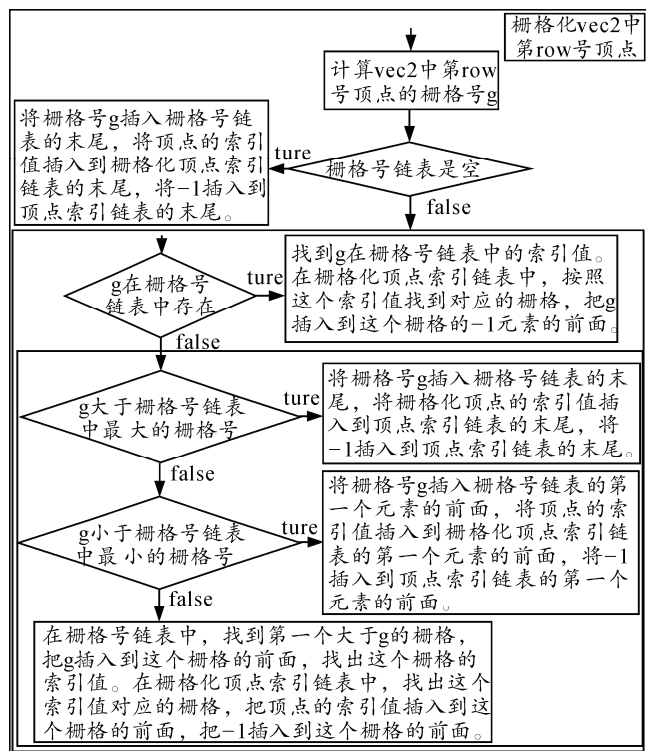 栅格化vec2中
第row号顶点
计算vec2中第row
号顶点的栅格号g
将栅格号g插入栅格号链
表的末尾，将顶点的索引
值插入到栅格化顶点索引
链表的末尾，将-1插入到
顶点索引链表的末尾。
ture
栅格号链表是空
false
找到g在栅格号链表中的索引值。
在栅格化顶点索引链表中，按照
这个索引值找到对应的栅格，把g
插入到这个栅格的-1元素的前面。
g在栅格号
链表中存在
ture
false
将栅格号g插入栅格号链表的末
尾，将栅格化顶点的索引值插
入到顶点索引链表的末尾，将
-1插入到顶点索引链表的末尾。
g大于栅格号链表
中最大的栅格号
ture
false
将栅格号g插入栅格号链表的第
一个元素的前面，将顶点的索
引值插入到栅格化顶点索引链
表的第一个元素的前面，将-1
插入到顶点索引链表的第一个
元素的前面。
g小于栅格号链表
中最小的栅格号
ture
false
在栅格号链表中，找到第一个大于g的栅格，
把g插入到这个栅格的前面，找出这个栅格的
索引值。在栅格化顶点索引链表中，找出这个
索引值对应的栅格，把顶点的索引值插入到这
个栅格的前面，把-1插入到这个栅格的前面。